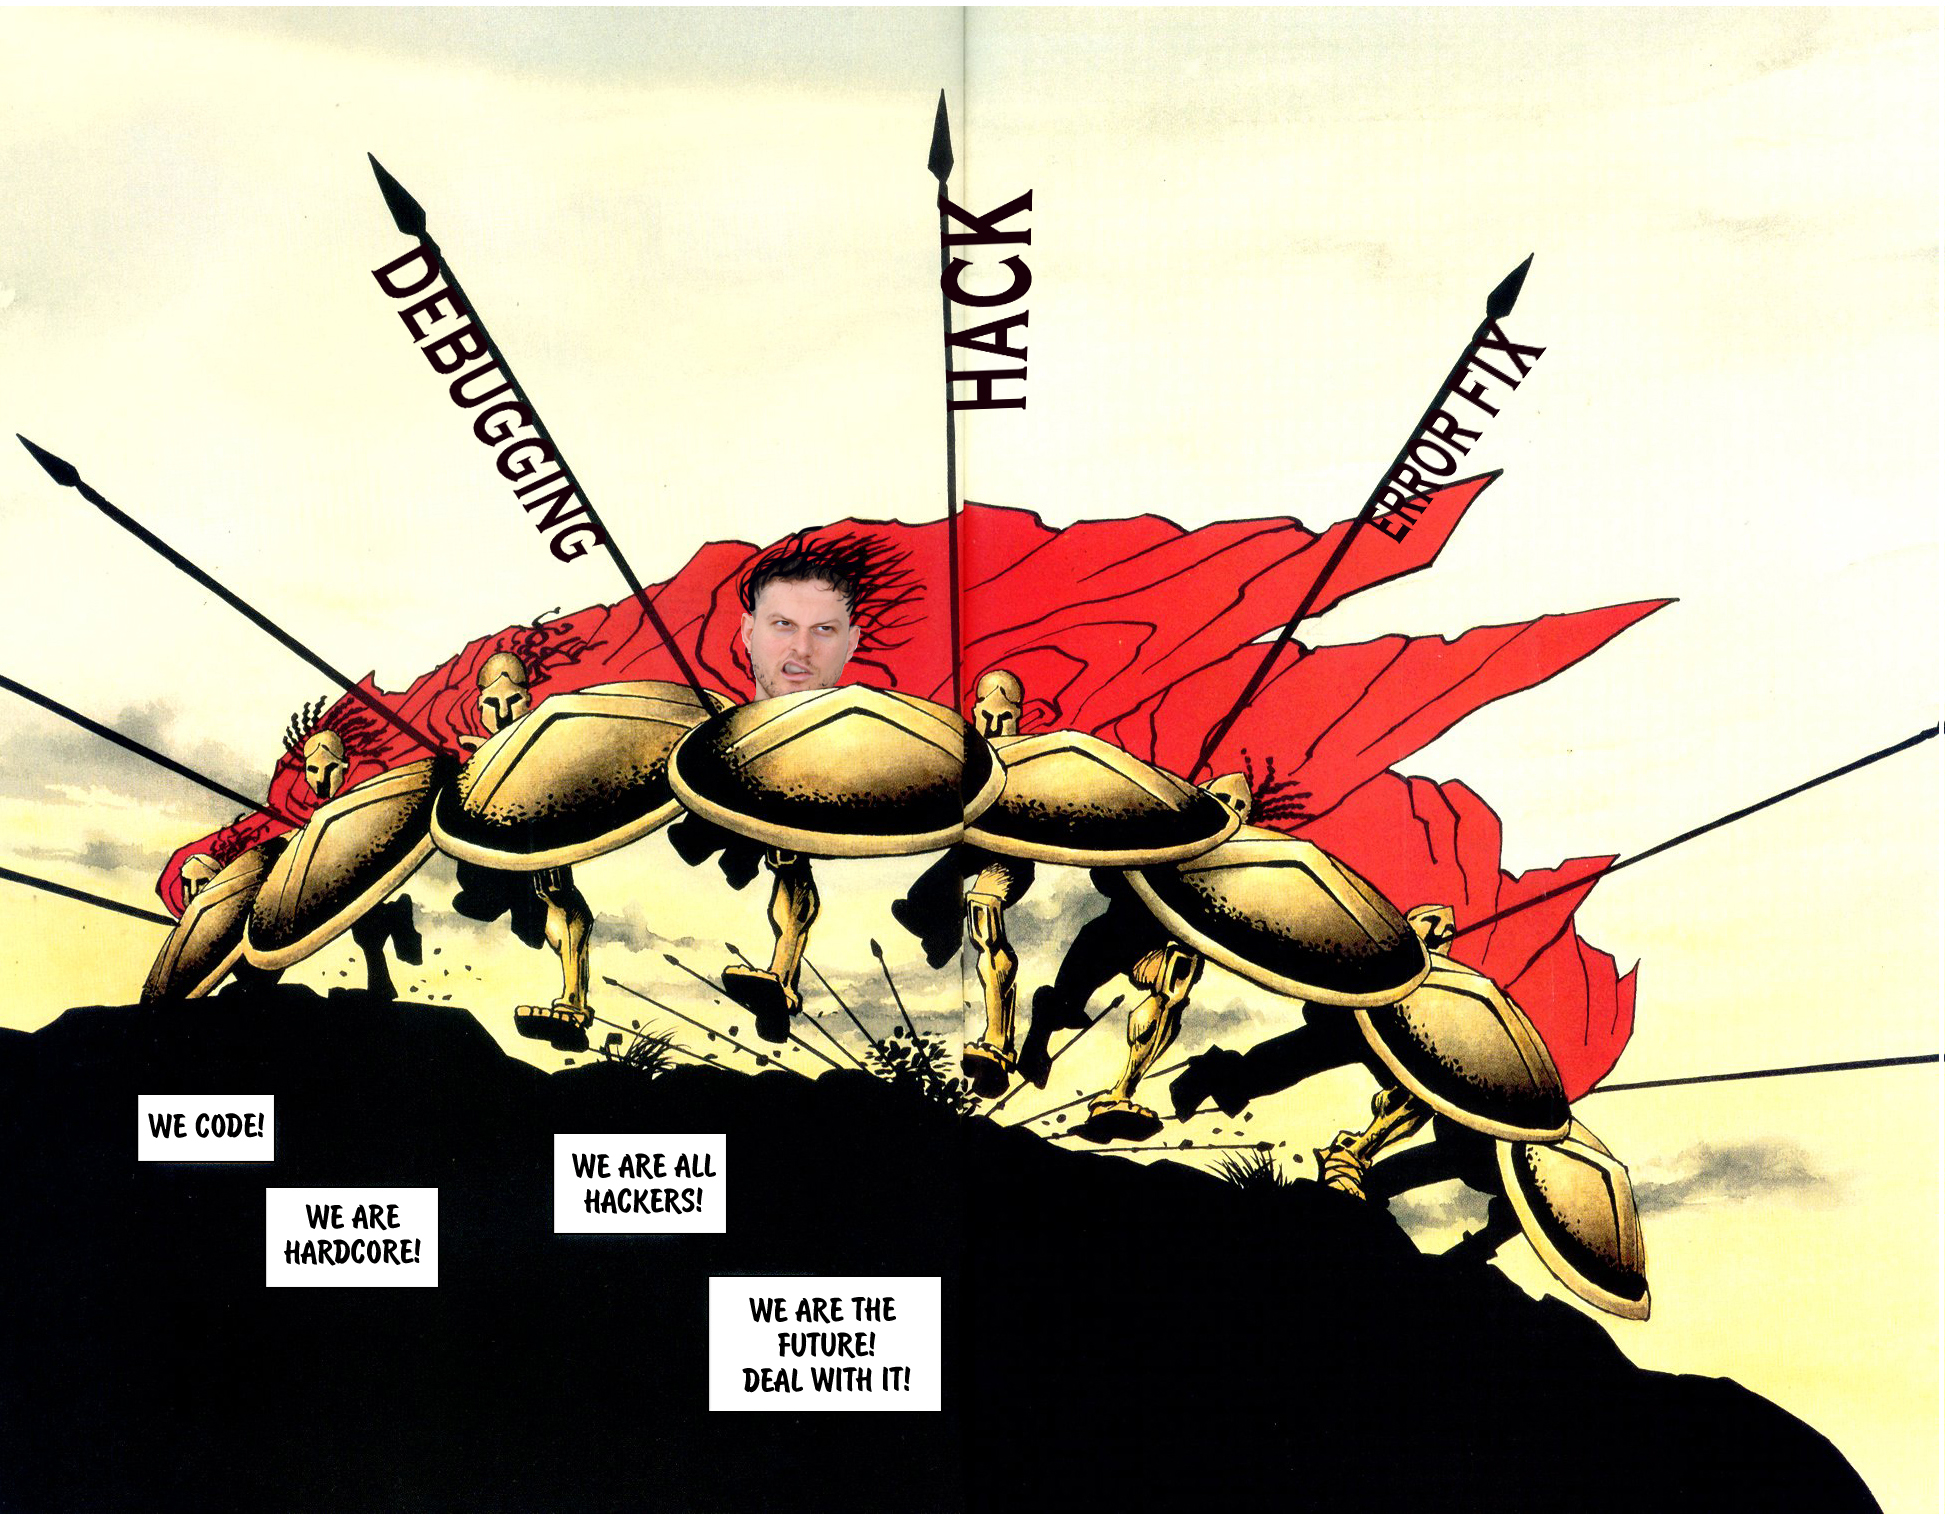 DEBUGGING
HACK
ERROR FIX
WE CODE!
WE ARE
HARDCORE!
WE ARE ALL
HACKERS!
WE ARE THE
FUTURE!
DEAL WITH IT!